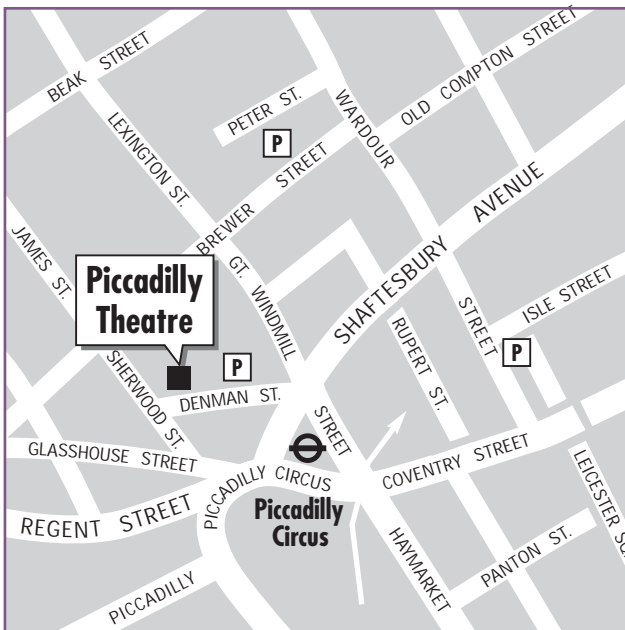 BEAK STREET
OLD COMPTON STREET
PETER ST.
WARDOUR
STREET
LEXINGTON ST.
P
BREWER STREET
JAMES ST.
SHERWOOD ST.
GT. WINDMILL
STREET
SHAFTESBURY AVENUE
ISLE STREET
Piccadilly
Theatre
P
RUPERT ST.
P
DENMAN ST.
GLASSHOUSE STREET
PICCADILLY CIRCUS
COVENTRY STREET
REGENT STREET
Piccadilly
Circus
HAYMARKET
PANTON ST.
PICCADILLY